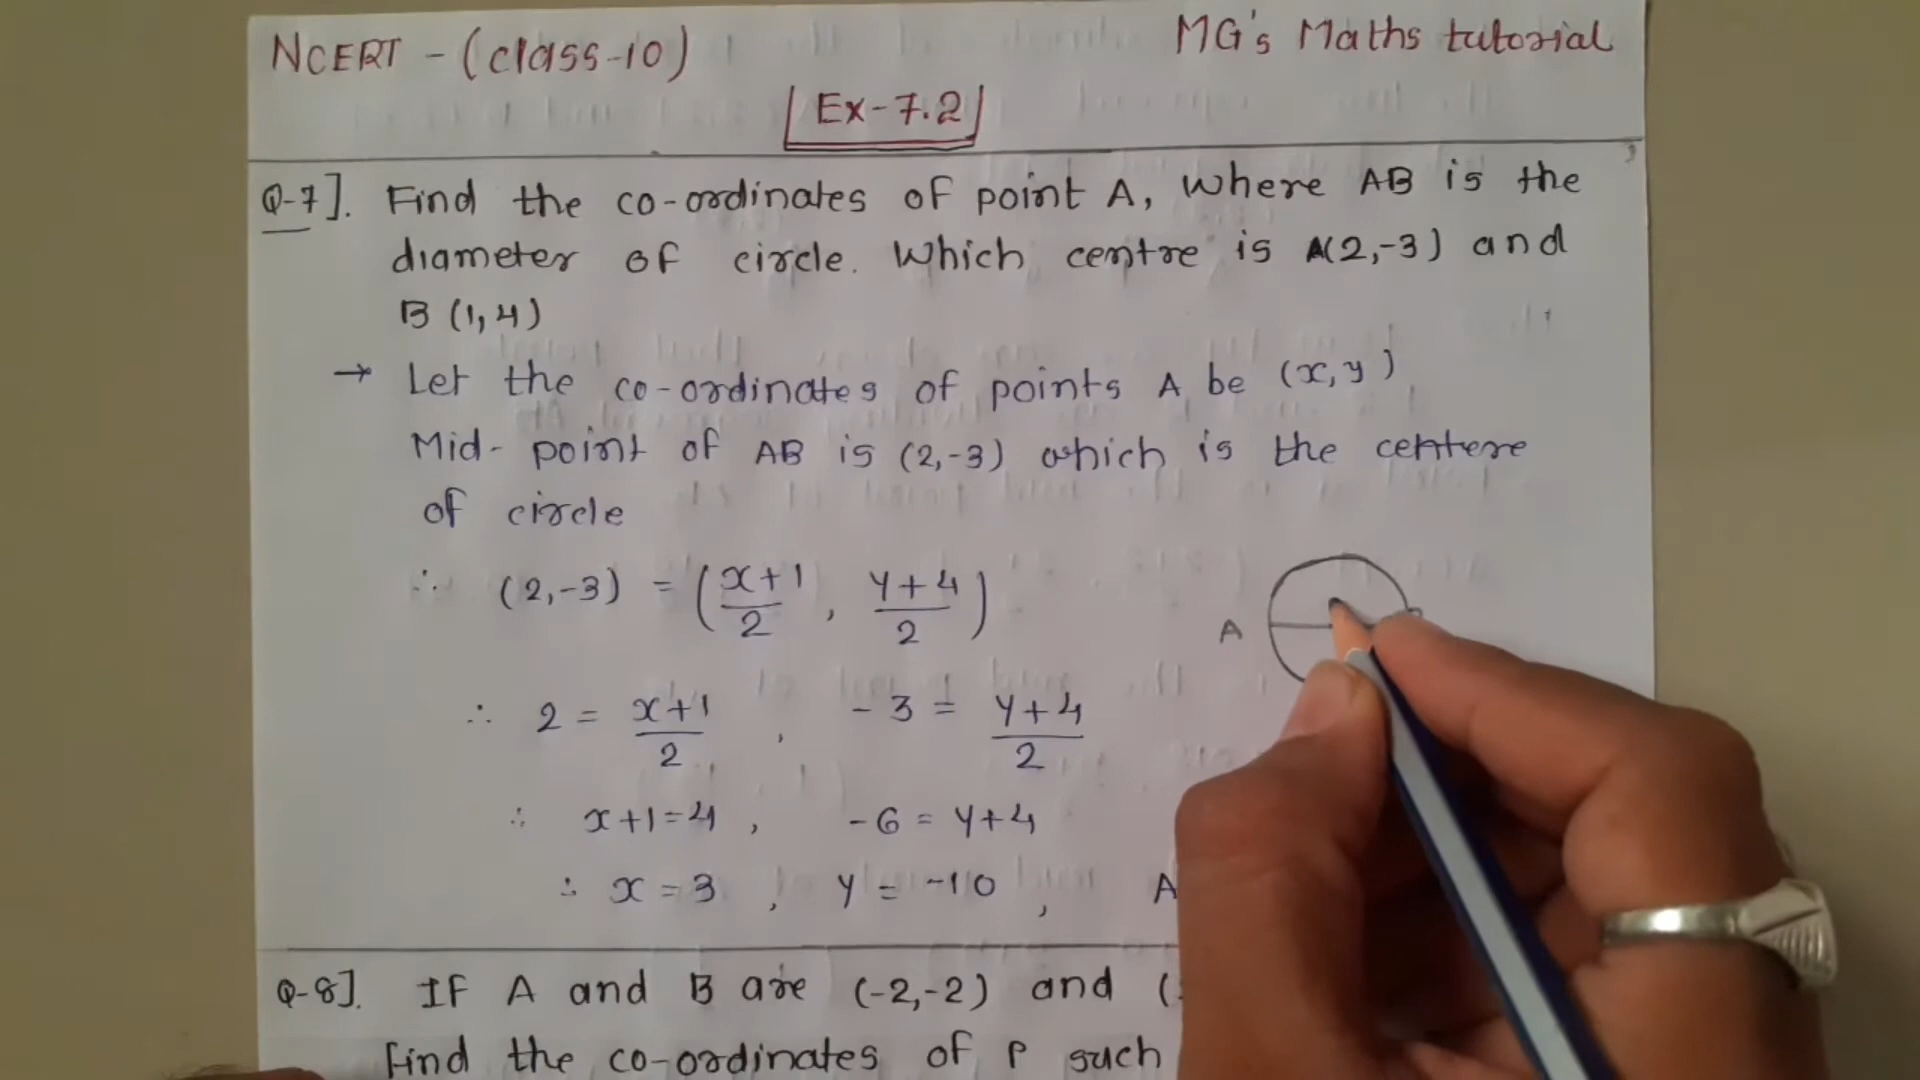 NCERT - (class-10)
MG's Maths tutorial
Ex-7.2
Q-7]. Find the co-ordinates of point A, where AB is the
diameter of circle. Which centre is A(2,-3) and
B (1,4)
→ Let the co-ordinates of points A be (x,y)
Mid-point of AB is (2,-3) which is the centere
of circle
∴ (2,-3) = (x+1/2, y+4/2)
A
∴ 2 = x+1/2 , -3 = y+4/2
∴ x+1=4 , -6 = y+4
∴ x = 3 , y = -10 , A
Q-8]. If A and B are (-2,-2) and (
Find the co-ordinates of P such